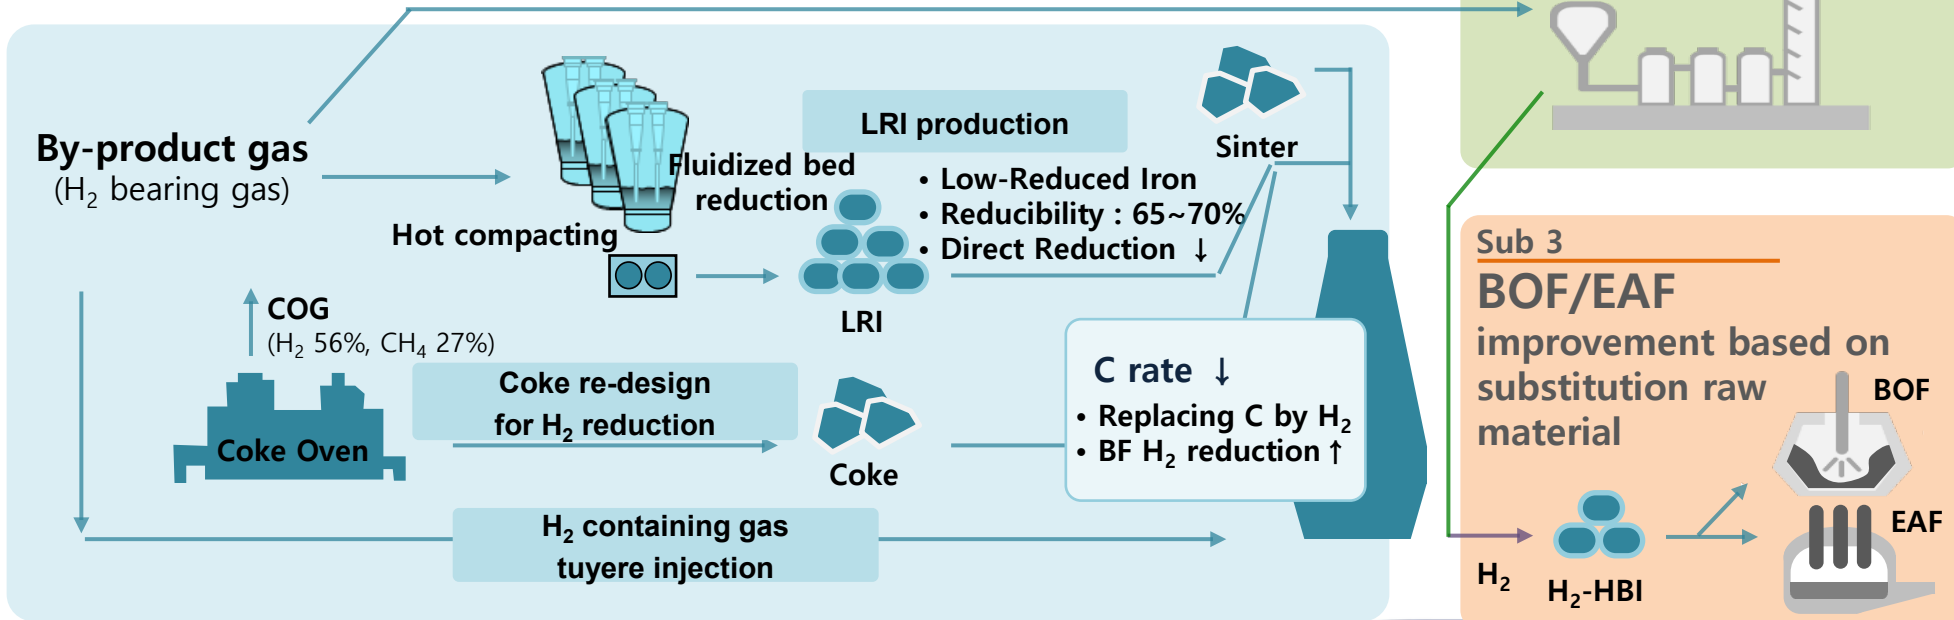 By-product gas
(H₂ bearing gas)
Fluidized bed
reduction
Hot compacting
LRI production
• Low-Reduced Iron
• Reducibility : 65~70%
• Direct Reduction ↓
LRI
Sinter
COG
(H₂ 56%, CH₄ 27%)
Coke Oven
Coke re-design
for H₂ reduction
Coke
C rate ↓
• Replacing C by H₂
• BF H₂ reduction ↑
H₂ containing gas
tuyere injection
Sub 3
BOF/EAF
improvement based on
substitution raw
material
BOF
EAF
H₂
H₂-HBI